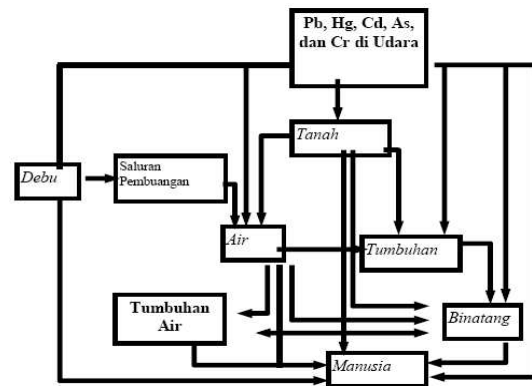 Pb, Hg, Cd, As,
dan Cr di Udara
Tanah
Saluran
Pembuangan
Debu
Air
Tumbuhan
Tumbuhan
Air
Binatang
Manusia